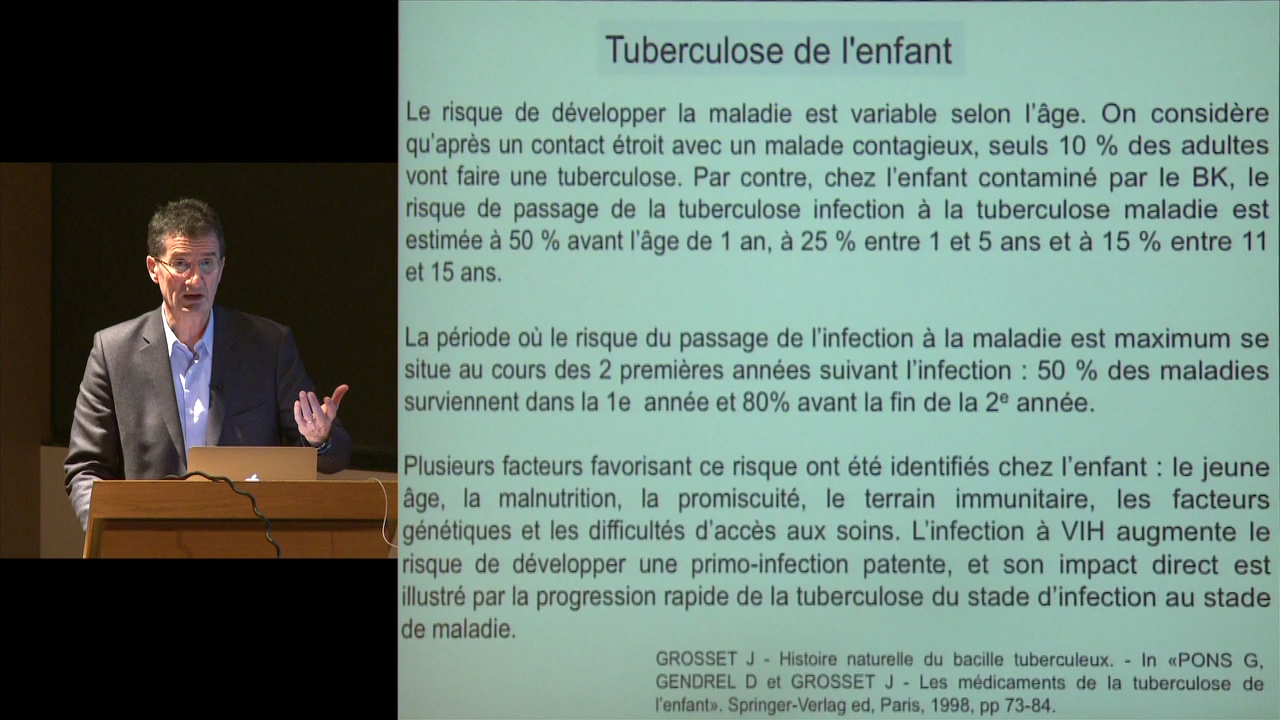 Tuberculose de l'enfant
Le risque de développer la maladie est variable selon l’âge. On considère
qu’après un contact étroit avec un malade contagieux, seuls 10 % des adultes
vont faire une tuberculose. Par contre, chez l’enfant contaminé par le BK, le
risque de passage de la tuberculose infection à la tuberculose maladie est
estimée à 50 % avant l’âge de 1 an, à 25 % entre 1 et 5 ans et à 15 % entre 11
et 15 ans.
La période où le risque du passage de l’infection à la maladie est maximum se
situe au cours des 2 premières années suivant l’infection : 50 % des maladies
surviennent dans la 1e année et 80% avant la fin de la 2e année.
Plusieurs facteurs favorisant ce risque ont été identifiés chez l’enfant : le jeune
âge, la malnutrition, la promiscuité, le terrain immunitaire, les facteurs
génétiques et les difficultés d’accès aux soins. L’infection à VIH augmente le
risque de développer une primo-infection patente, et son impact direct est
illustré par la progression rapide de la tuberculose du stade d’infection au stade
de maladie.
GROSSET J - Histoire naturelle du bacille tuberculeux. - In «PONS G,
GENDREL D et GROSSET J - Les médicaments de la tuberculose de
l’enfant». Springer-Verlag ed, Paris, 1998, pp 73-84.